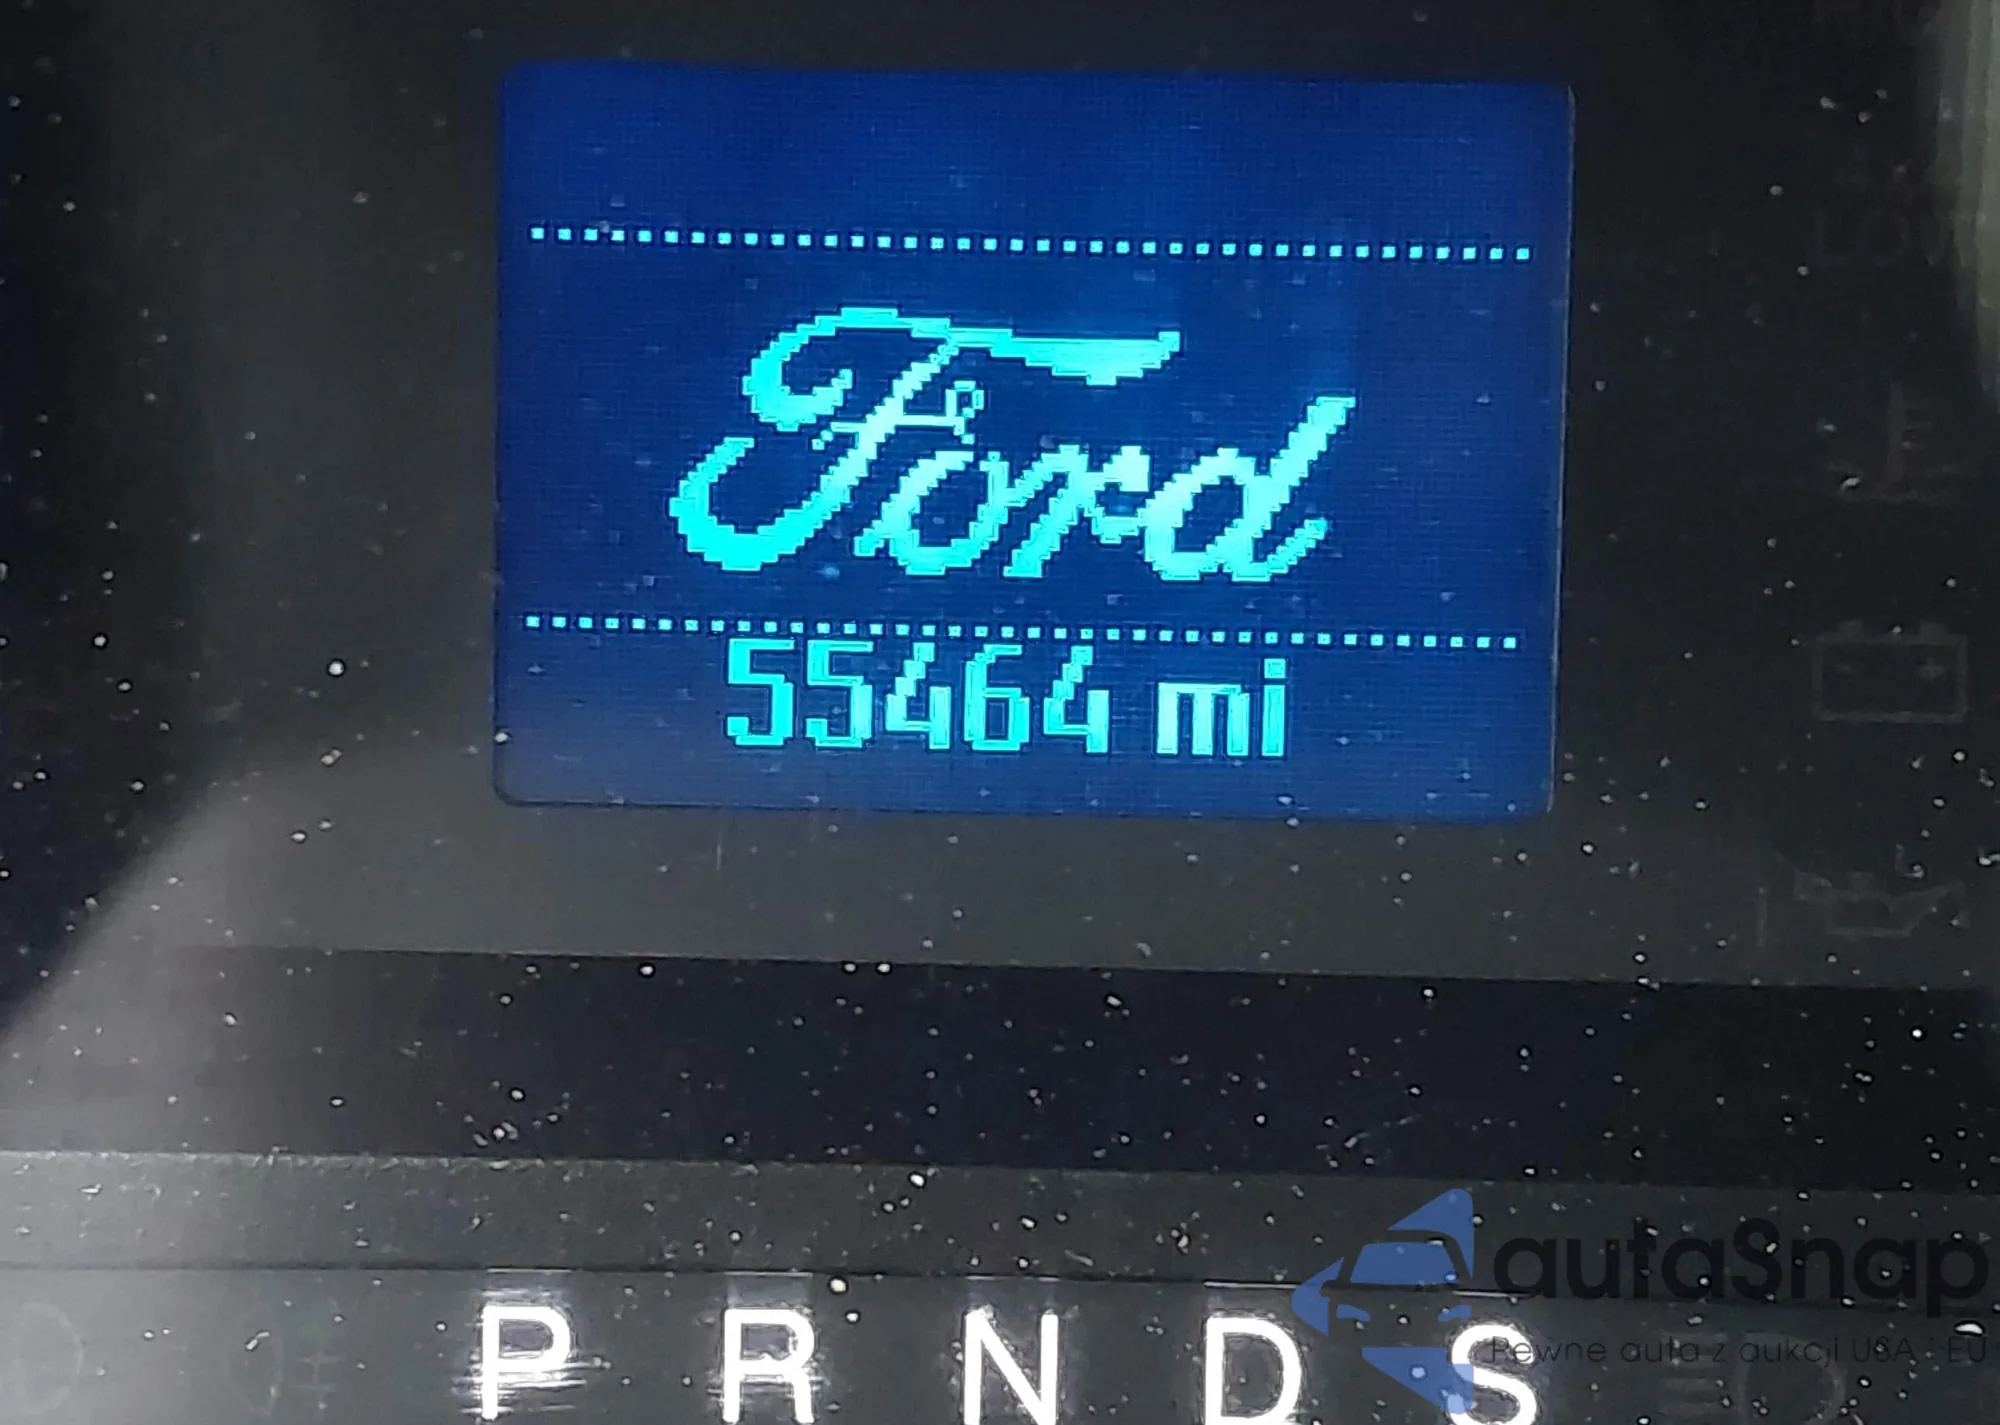 Ford
55464 mi
P R N D S
autaSnap
Pewne auta z aukcji USA i EU